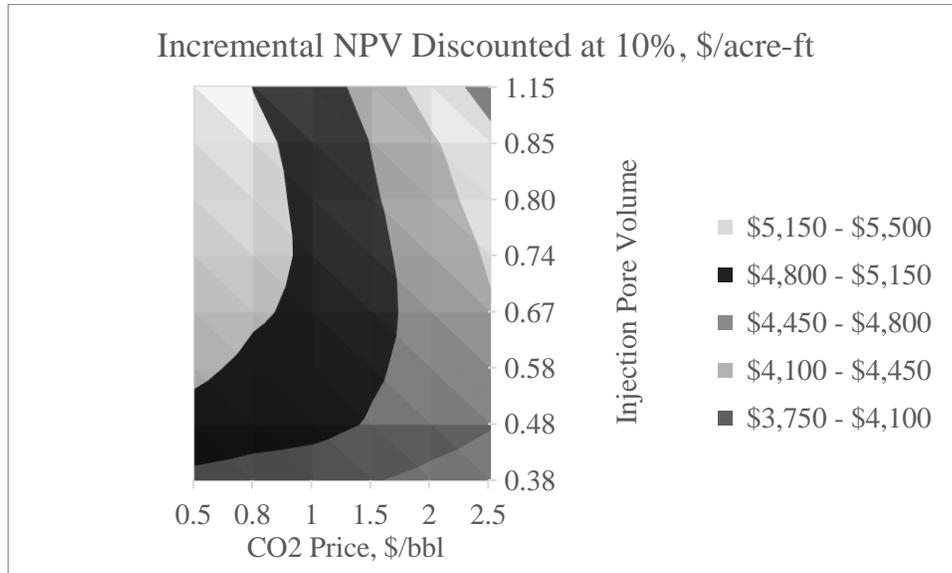 Incremental NPV Discounted at 10%, $/acre-ft
1.15
0.85
0.80
0.74
0.67
0.58
0.48
0.38
Injection Pore Volume
0.5 0.8 1 1.5 2 2.5
CO2 Price, $/bbl
$5,150 - $5,500
$4,800 - $5,150
$4,450 - $4,800
$4,100 - $4,450
$3,750 - $4,100